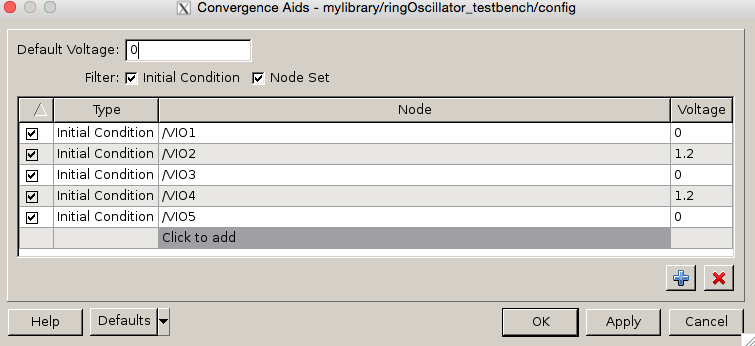 Convergence Aids - mylibrary/ringOscillator_testbench/config
Default Voltage: 0
Filter: Initial Condition Node Set
Type Node Voltage
Initial Condition /VIO1 0
Initial Condition /VIO2 1.2
Initial Condition /VIO3 0
Initial Condition /VIO4 1.2
Initial Condition /VIO5 0
Click to add
Help Defaults OK Apply Cancel